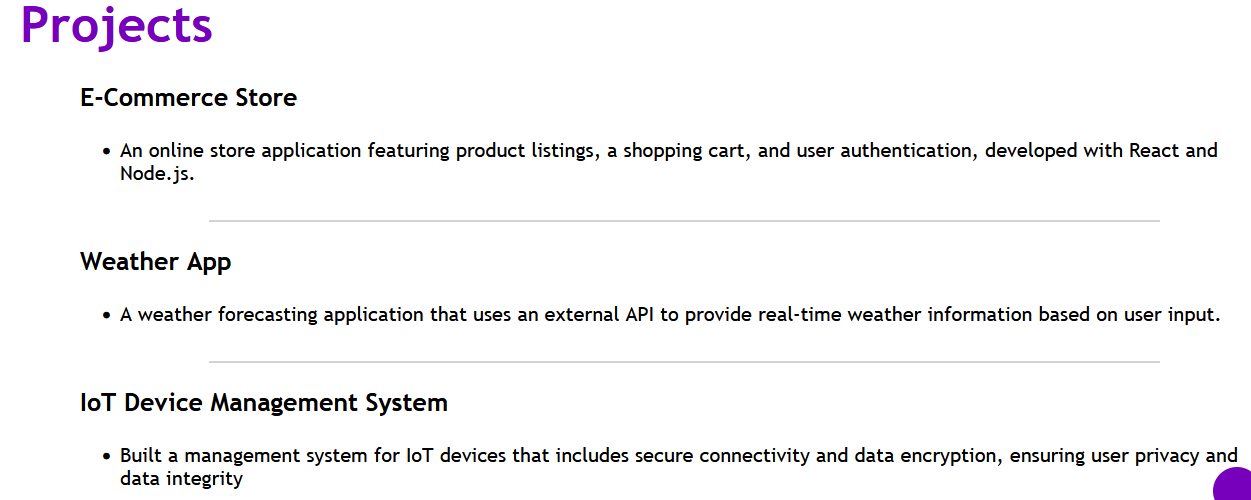 Projects
E-Commerce Store
• An online store application featuring product listings, a shopping cart, and user authentication, developed with React and
Node.js.
Weather App
• A weather forecasting application that uses an external API to provide real-time weather information based on user input.
IoT Device Management System
• Built a management system for IoT devices that includes secure connectivity and data encryption, ensuring user privacy and
data integrity